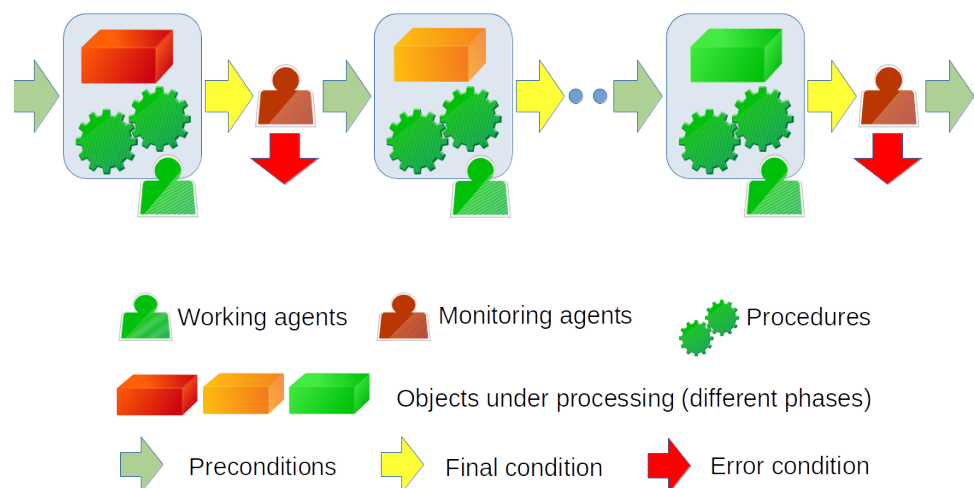 Working agents
Monitoring agents
Procedures
Objects under processing (different phases)
Preconditions
Final condition
Error condition